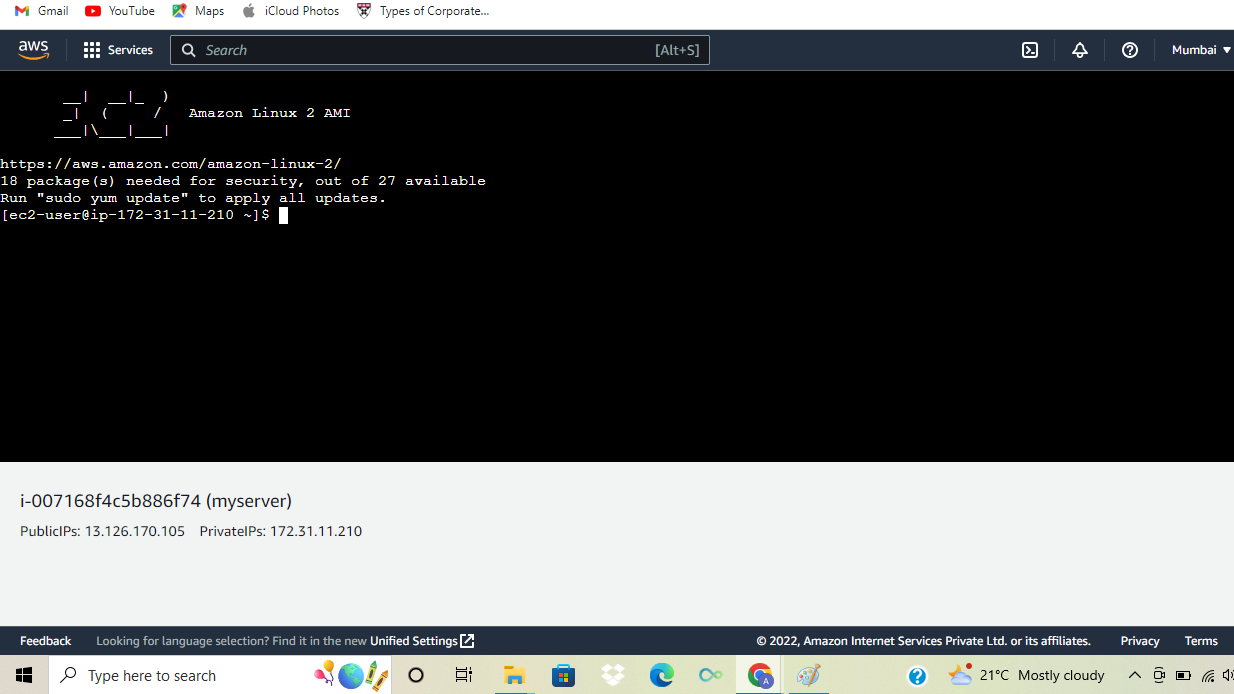 Gmail YouTube Maps iCloud Photos Types of Corporate...
aws Services Search [Alt+S] Mumbai
__|  __|_  )
_|  (     /   Amazon Linux 2 AMI
___|\___|___|
https://aws.amazon.com/amazon-linux-2/
18 package(s) needed for security, out of 27 available
Run "sudo yum update" to apply all updates.
[ec2-user@ip-172-31-11-210 ~]$
i-007168f4c5b886f74 (myserver)
PublicIPs: 13.126.170.105 PrivateIPs: 172.31.11.210
Feedback Looking for language selection? Find it in the new Unified Settings © 2022, Amazon Internet Services Private Ltd. or its affiliates. Privacy Terms
Type here to search 21°C Mostly cloudy